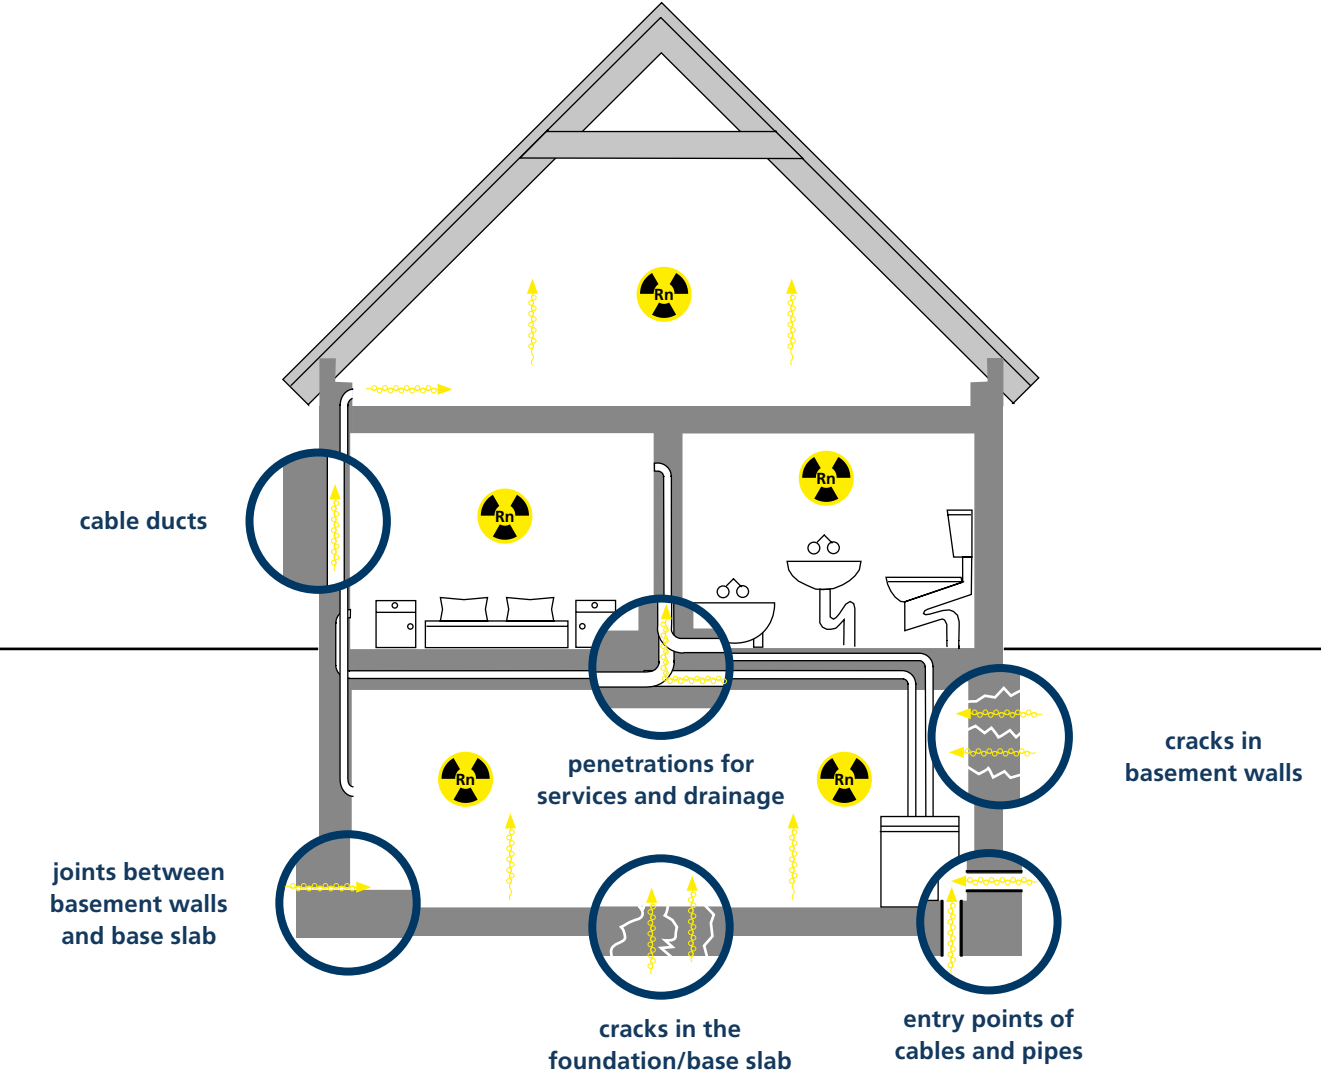 Rn
Rn
Rn
cable ducts
Rn
Rn
penetrations for
services and drainage
cracks in
basement walls
joints between
basement walls
and base slab
cracks in the
foundation/base slab
entry points of
cables and pipes